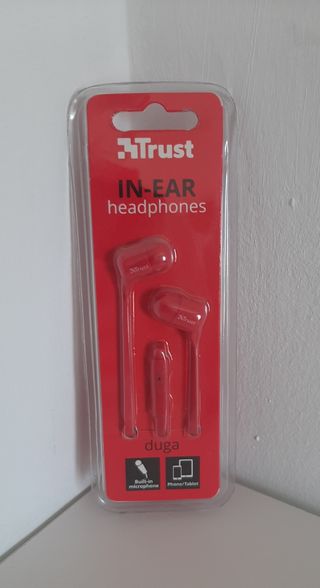 Trust
IN-EAR
headphones
Trust
Trust
duga
Built-in
microphone
Phone/Tablet